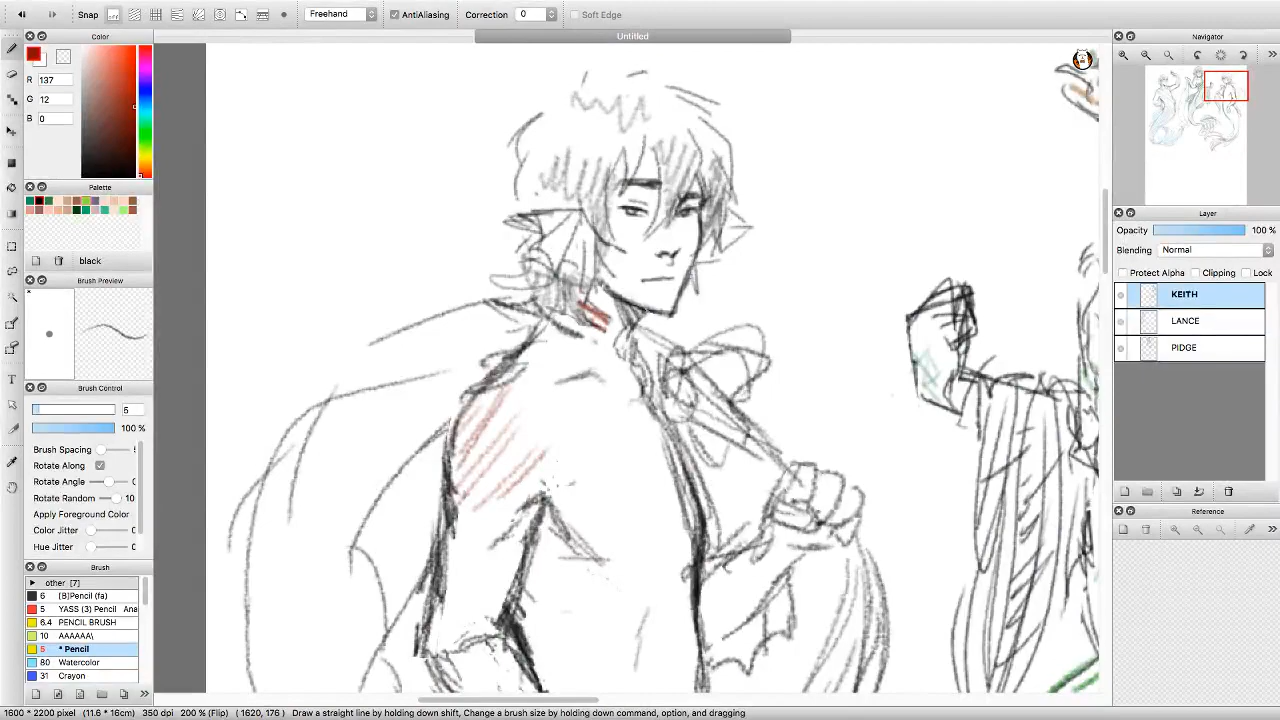 Snap Freehand AntiAliasing Correction 0 Soft Edge
Color Untitled Navigator
R 137
G 12
B 0
Palette
Layer
Opacity 100 %
Blending Normal
black
Protect Alpha Clipping Lock
Brush Preview
KEITH
LANCE
PIDGE
Brush Control
5
100 %
Brush Spacing
Rotate Along
Rotate Angle
Rotate Random 10
Apply Foreground Color
Color Jitter
Hue Jitter
Reference
Brush
other [7]
6 (B)Pencil (fa)
5 YASS (3) Pencil Ana
6.4 PENCIL BRUSH
10 AAAAAA\
5 * Pencil
80 Watercolor
31 Crayon
1600 * 2200 pixel (11.6 * 16cm) 350 dpi 200 % (Flip) ( 1620, 176 ) Draw a straight line by holding down shift, Change a brush size by holding down command, option, and dragging